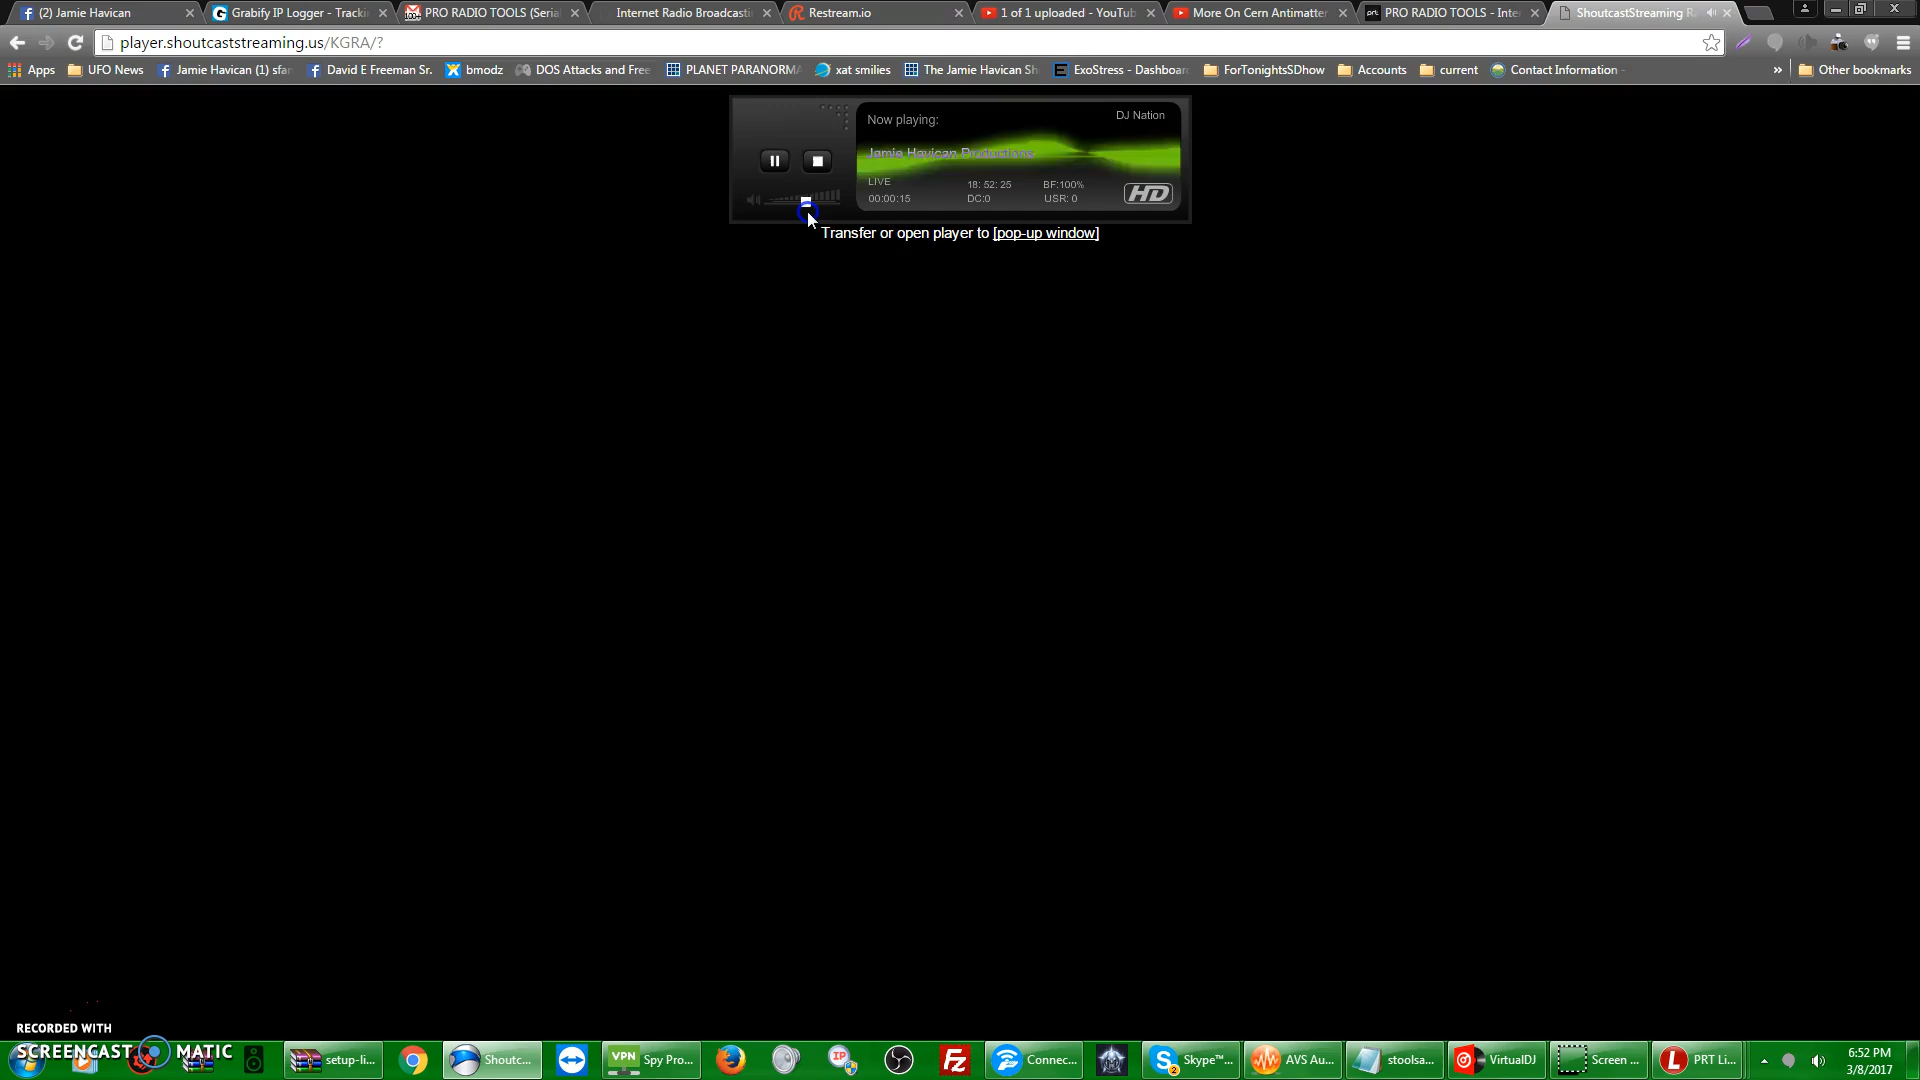 (2) Jamie Havican
Grabify IP Logger - Trackin
PRO RADIO TOOLS (Serial
Internet Radio Broadcasti
Restream.io
1 of 1 uploaded - YouTub
More On Cern Antimatter
PRO RADIO TOOLS - Inte
ShoutcastStreaming R
player.shoutcaststreaming.us/KGRA/?
Apps
UFO News
Jamie Havican (1) sfa
David E Freeman Sr.
bmodz
DOS Attacks and Free
PLANET PARANORMA
xat smilies
The Jamie Havican Sh
ExoStress - Dashboar
ForTonightsSDhow
Accounts
current
Contact Information -
»
Other bookmarks
Now playing:
DJ Nation
Jamie Havican Productions
LIVE
18: 52: 25
BF:100%
00:00:15
DC:0
USR: 0
HD
Transfer or open player to [pop-up window]
RECORDED WITH
SCREENCAST MATIC
setup-li...
Shoutc...
VPN
Spy Pro...
IP
FZ
Connec...
Skype™...
AVS Au...
stoolsa...
VirtualDJ
Screen ...
PRT Li...
6:52 PM
3/8/2017